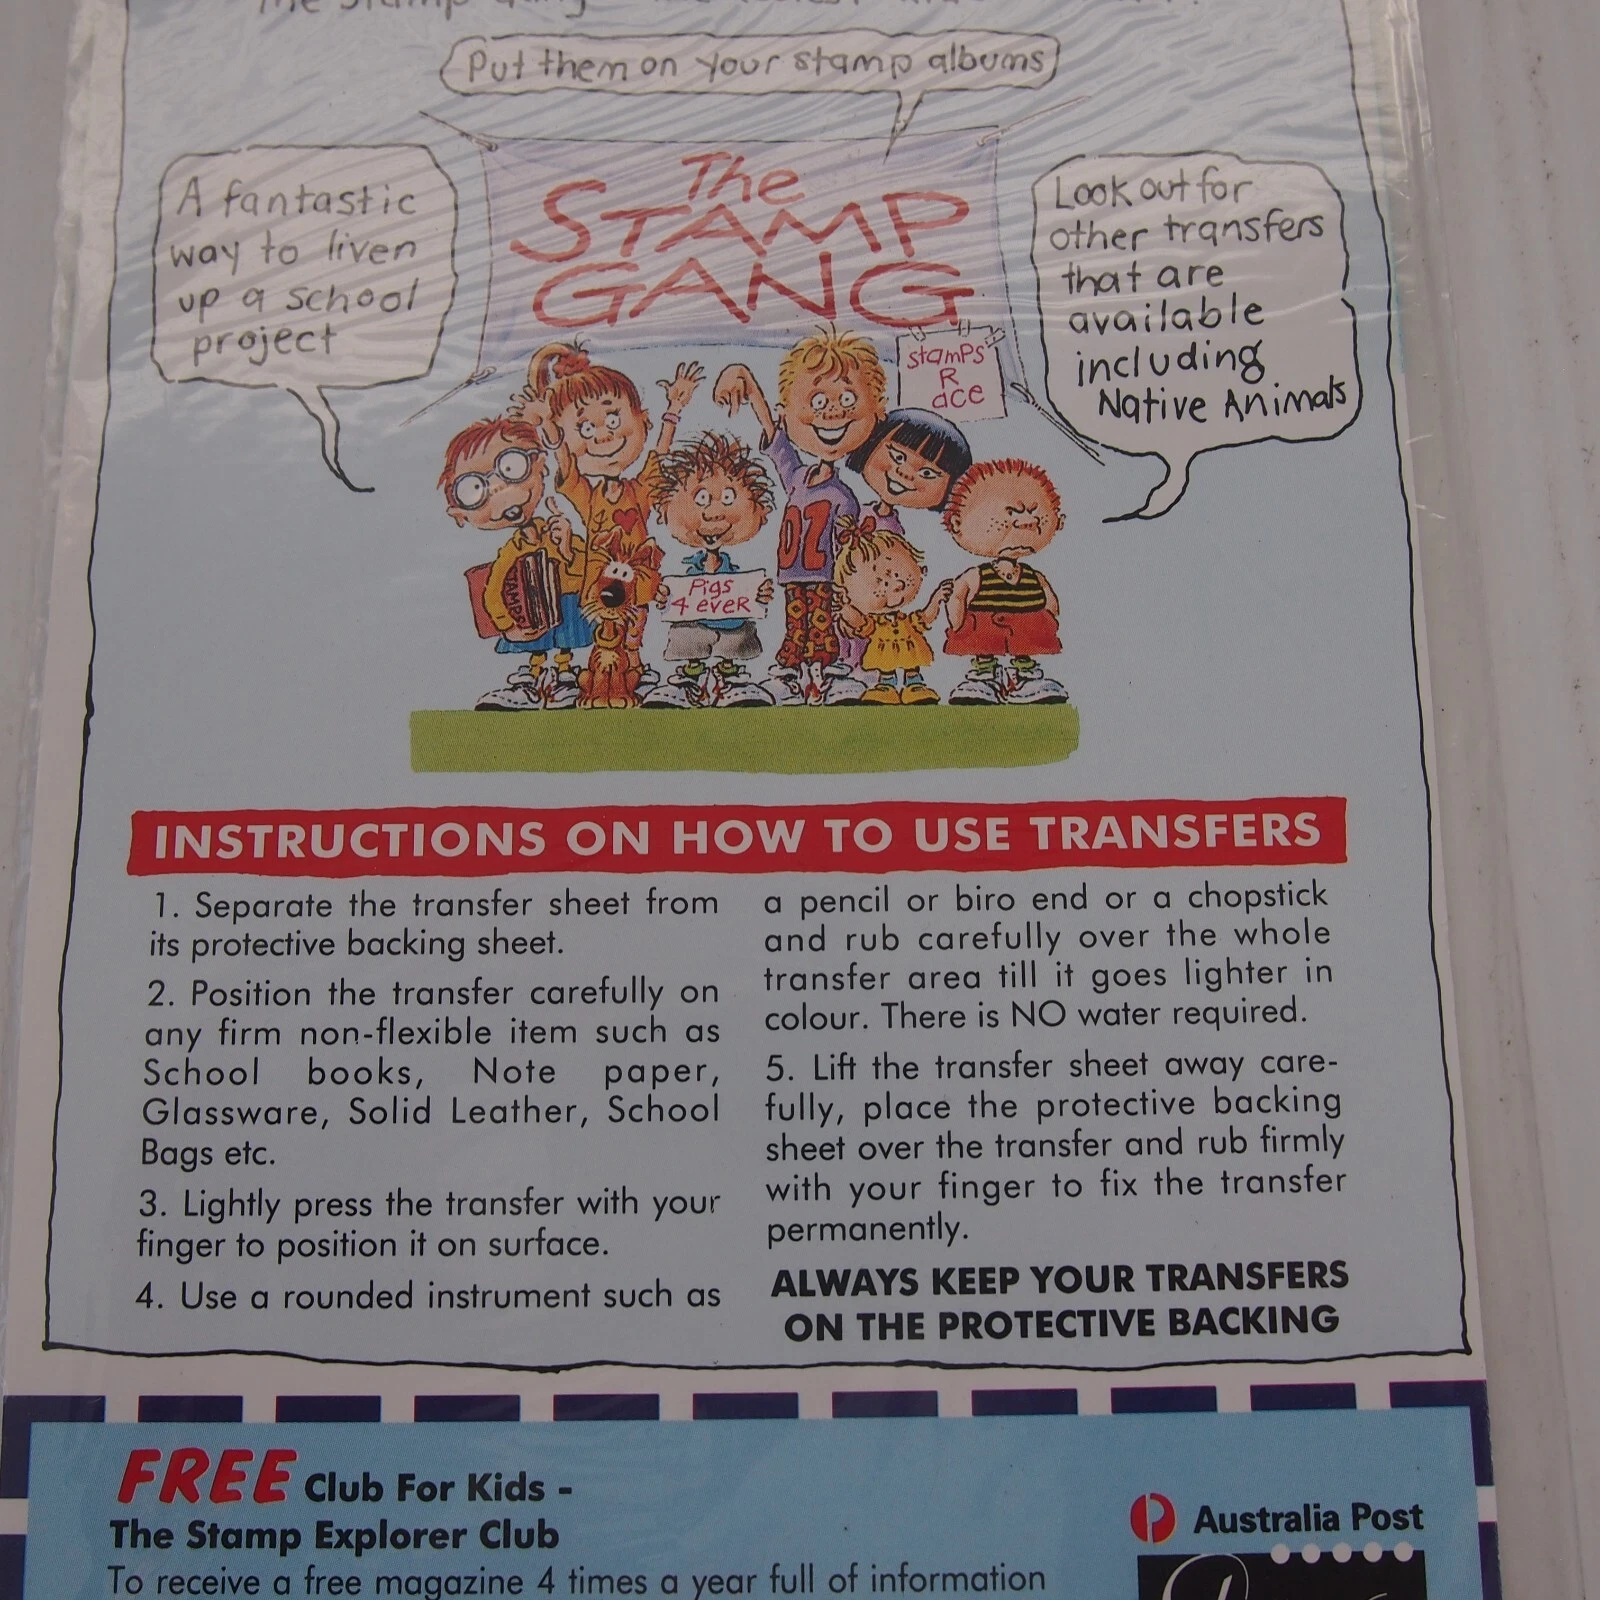 Put them on your stamp albums
A fantastic
way to liven
up a school
project
The
STAMP
GANG
Look out for
other transfers
that are
available
including
Native Animals
stamps
R
ace
STAMPS
I
OZ
Pigs
4 eveR
INSTRUCTIONS ON HOW TO USE TRANSFERS
1. Separate the transfer sheet from
its protective backing sheet.
2. Position the transfer carefully on
any firm non-flexible item such as
School books, Note paper,
Glassware, Solid Leather, School
Bags etc.
3. Lightly press the transfer with your
finger to position it on surface.
4. Use a rounded instrument such as
a pencil or biro end or a chopstick
and rub carefully over the whole
transfer area till it goes lighter in
colour. There is NO water required.
5. Lift the transfer sheet away care-
fully, place the protective backing
sheet over the transfer and rub firmly
with your finger to fix the transfer
permanently.
ALWAYS KEEP YOUR TRANSFERS
ON THE PROTECTIVE BACKING
FREE Club For Kids -
The Stamp Explorer Club
To receive a free magazine 4 times a year full of information
Australia Post